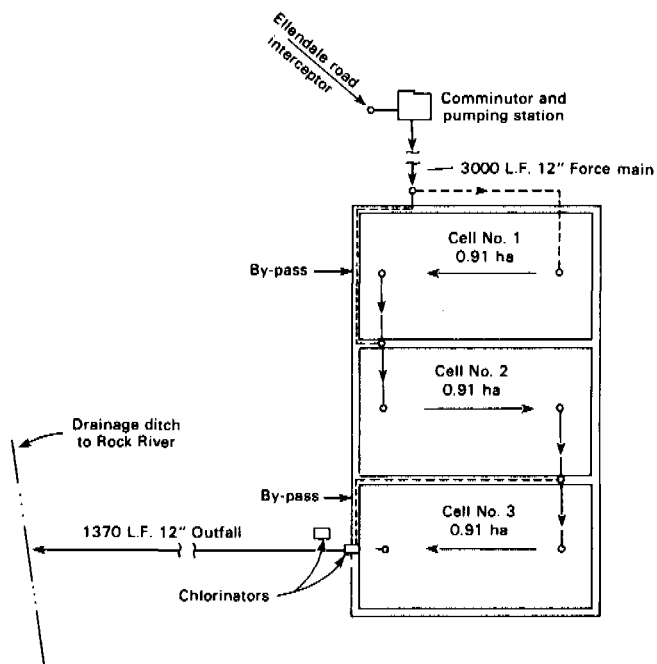 Ellendale road
interceptor
Comminutor and
pumping station
3000 L.F. 12" Force main
Cell No. 1
0.91 ha
By-pass
Cell No. 2
0.91 ha
Drainage ditch
to Rock River
By-pass
Cell No. 3
0.91 ha
1370 L.F. 12" Outfall
Chlorinators